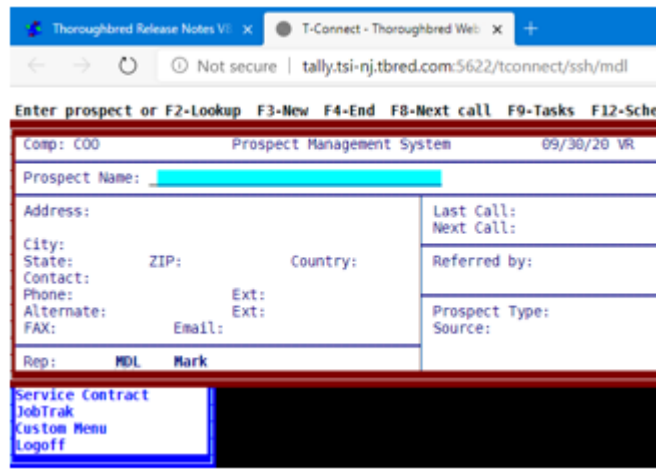 Thoroughbred Release Notes V8 × T-Connect - Thoroughbred Web × +
Not secure | tally.tsi-nj.tbred.com:5622/tconnect/ssh/mdl
Enter prospect or F2-Lookup F3-New F4-End F8-Next call F9-Tasks F12-Sche
Comp: COO Prospect Management System 09/30/20 VR
Prospect Name:
Address: Last Call:
Next Call:
City:
State: ZIP: Country: Referred by:
Contact:
Phone: Ext:
Alternate: Ext: Prospect Type:
FAX: Email: Source:
Rep: MDL Mark
Service Contract
JobTrak
Custom Menu
Logoff